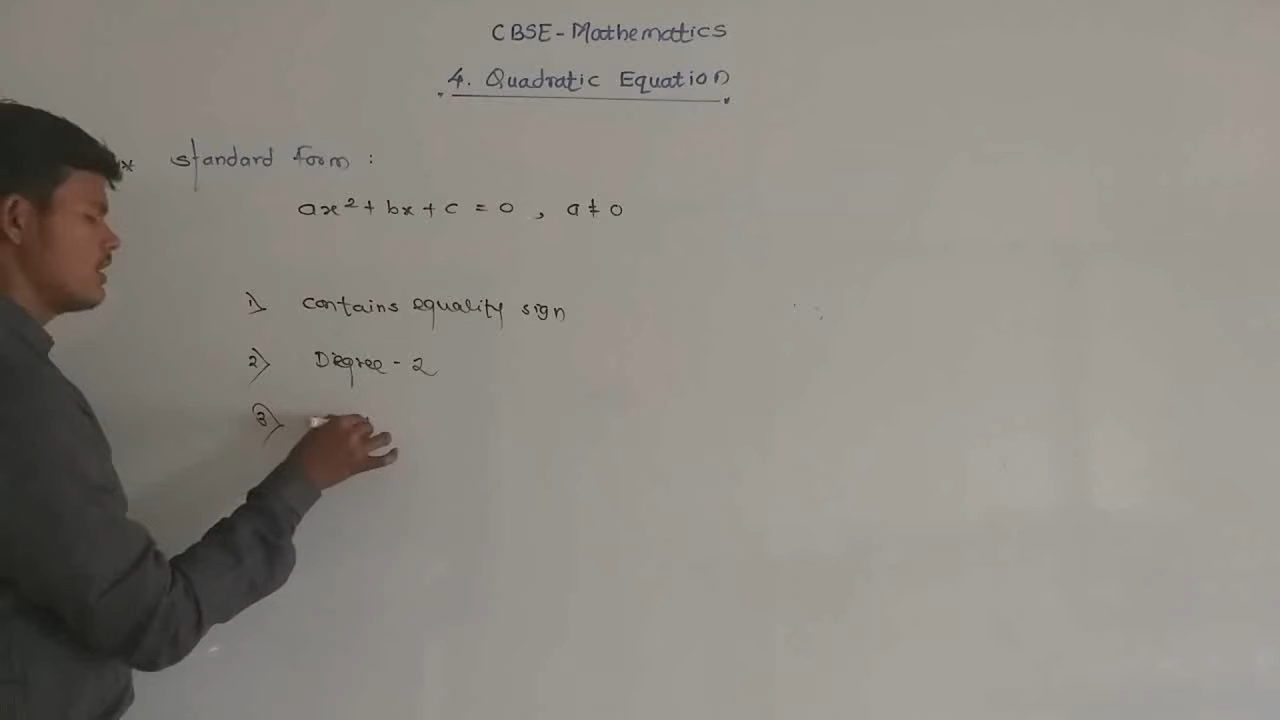 CBSE - Mathematics
4. Quadratic Equation
* standard form :
ax² + bx + c = 0 , a ≠ 0
1) contains equality sign
2) Degree - 2
3)